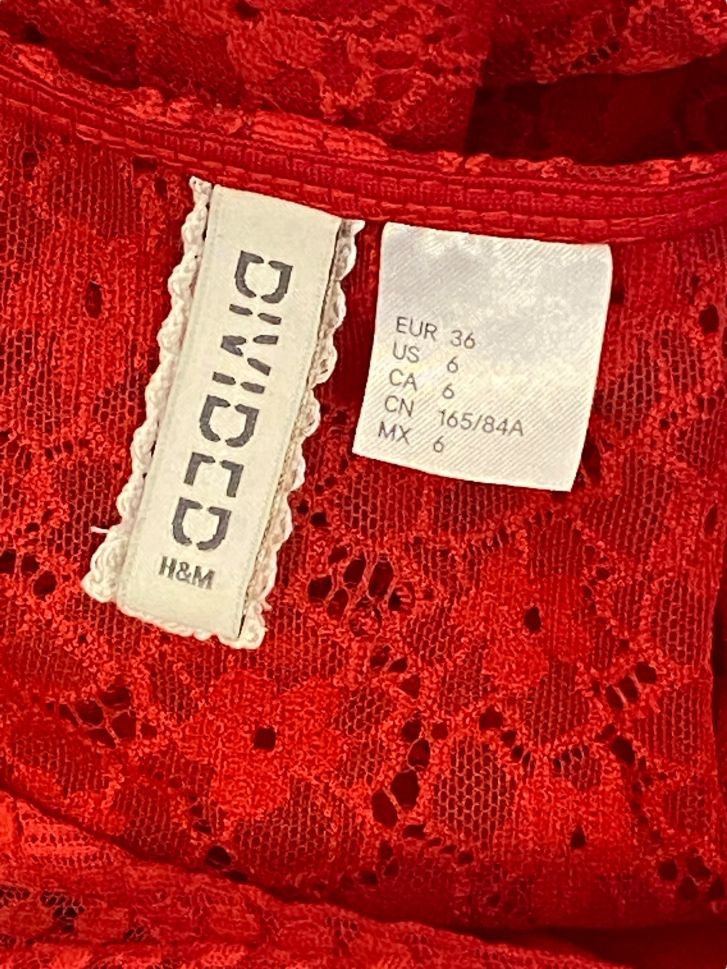 DIVIDED
H&M
EUR 36
US 6
CA 6
CN 165/84A
MX 6